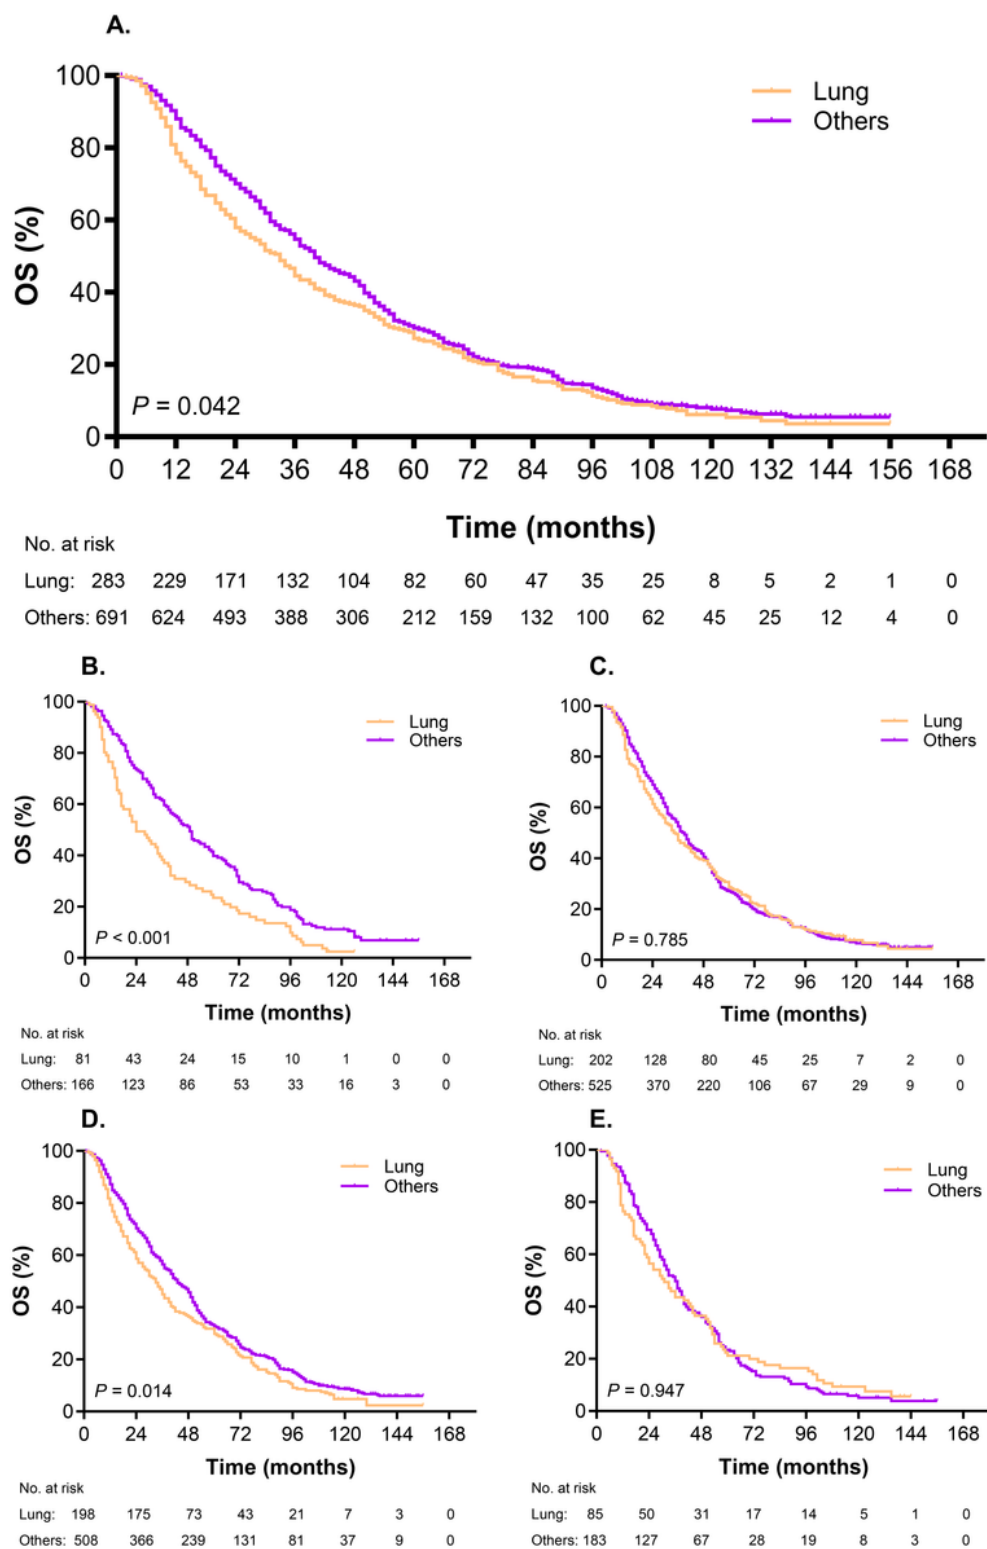 A.
100
80
60
40
20
0
OS (%)
Lung
Others
P = 0.042
0 12 24 36 48 60 72 84 96 108 120 132 144 156 168
Time (months)
No. at risk
Lung: 283 229 171 132 104 82 60 47 35 25 8 5 2 1 0
Others: 691 624 493 388 306 212 159 132 100 62 45 25 12 4 0
B.
100
80
60
40
20
0
OS (%)
Lung
Others
P < 0.001
0 24 48 72 96 120 144 168
Time (months)
No. at risk
Lung: 81 43 24 15 10 1 0 0
Others: 166 123 86 53 33 16 3 0
C.
100
80
60
40
20
0
OS (%)
Lung
Others
P = 0.785
0 24 48 72 96 120 144 168
Time (months)
No. at risk
Lung: 202 128 80 45 25 7 2 0
Others: 525 370 220 106 67 29 9 0
D.
100
80
60
40
20
0
OS (%)
Lung
Others
P = 0.014
0 24 48 72 96 120 144 168
Time (months)
No. at risk
Lung: 198 175 73 43 21 7 3 0
Others: 508 366 239 131 81 37 9 0
E.
100
80
60
40
20
0
OS (%)
Lung
Others
P = 0.947
0 24 48 72 96 120 144 168
Time (months)
No. at risk
Lung: 85 50 31 17 14 5 1 0
Others: 183 127 67 28 19 8 3 0